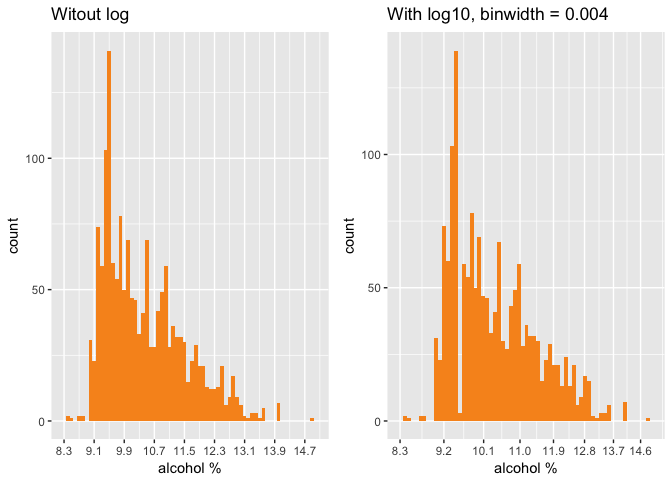 Witout log
count
100
50
0
8.3 9.1 9.9 10.7 11.5 12.3 13.1 13.9 14.7
alcohol %
With log10, binwidth = 0.004
count
100
50
0
8.3 9.2 10.1 11.0 11.9 12.8 13.7 14.6
alcohol %